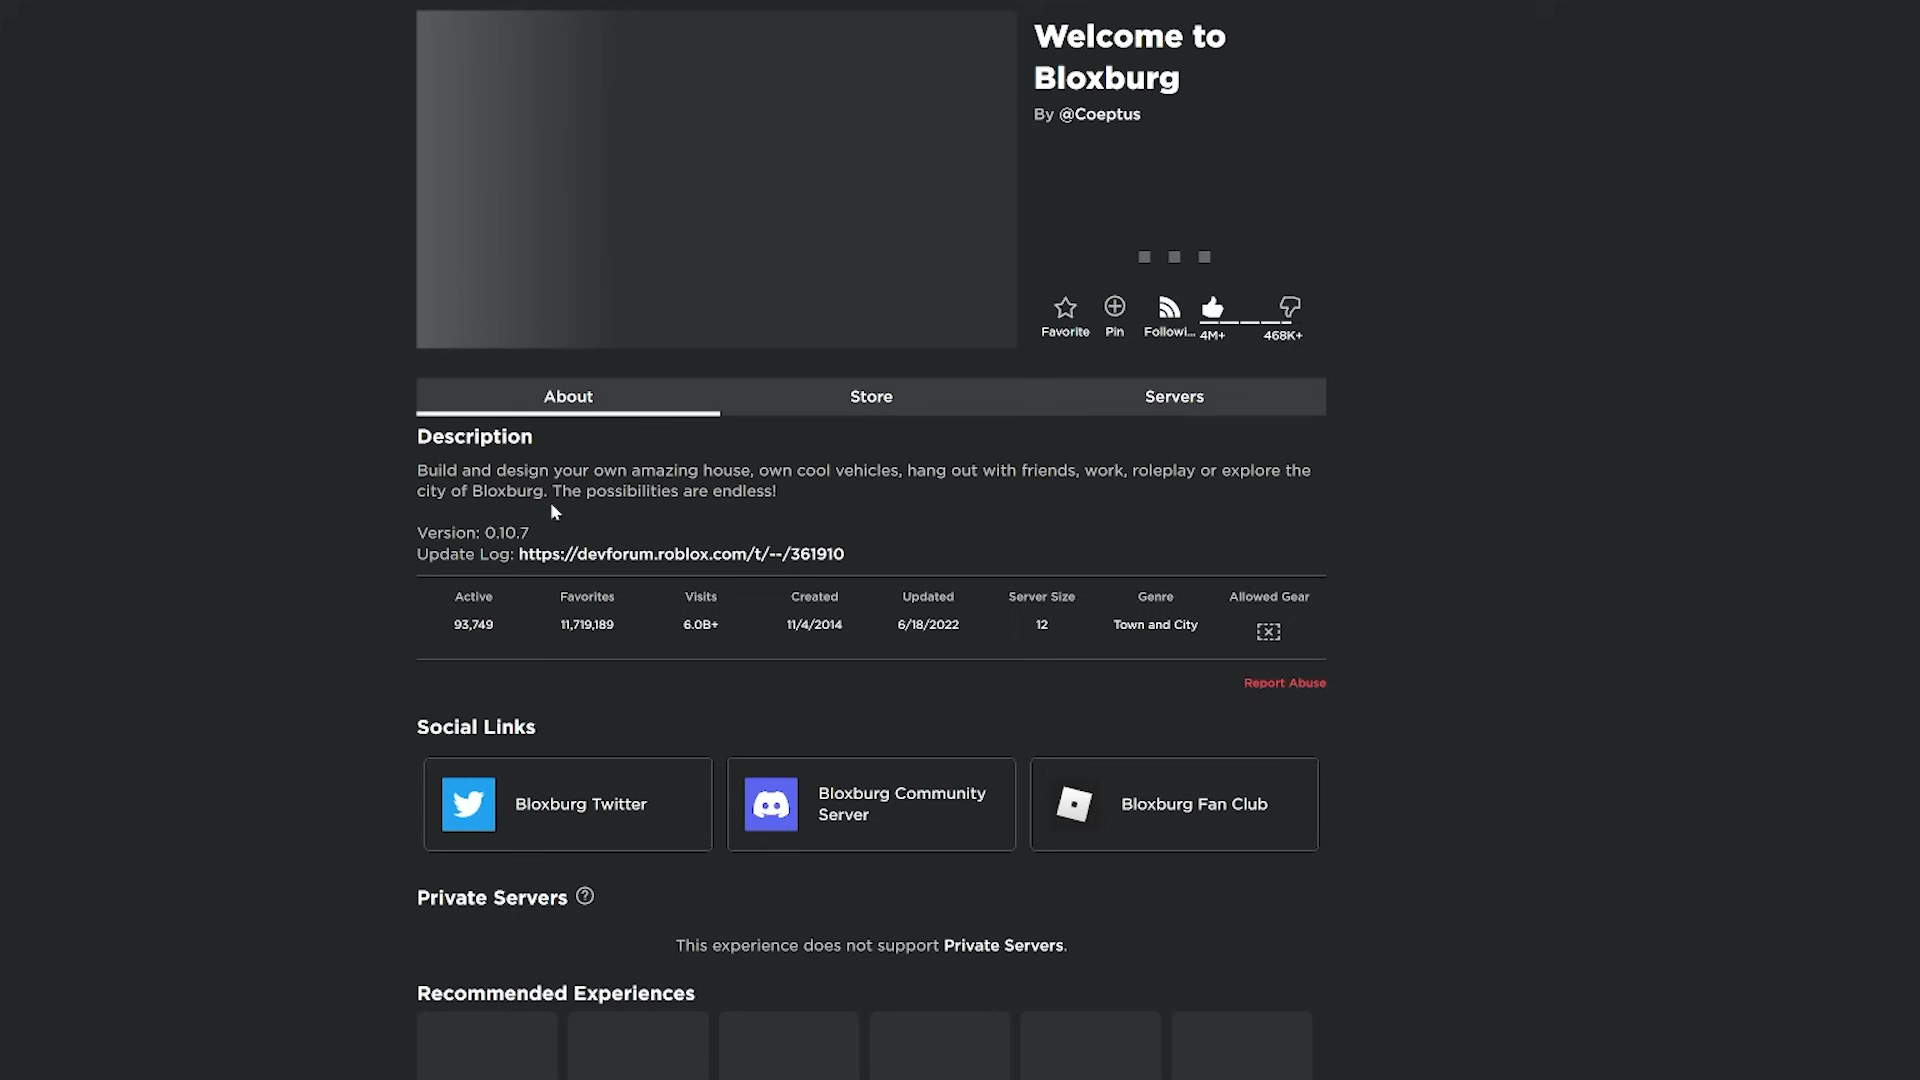 Welcome to
Bloxburg
By @Coeptus
Favorite
Pin
Followi...
4M+
468K+
About
Store
Servers
Description
Build and design your own amazing house, own cool vehicles, hang out with friends, work, roleplay or explore the
city of Bloxburg. The possibilities are endless!
Version: 0.10.7
Update Log: https://devforum.roblox.com/t/--/361910
Active Favorites Visits Created Updated Server Size Genre Allowed Gear
93,749 11,719,189 6.0B+ 11/4/2014 6/18/2022 12 Town and City
Report Abuse
Social Links
Bloxburg Twitter
Bloxburg Community
Server
Bloxburg Fan Club
Private Servers
This experience does not support Private Servers.
Recommended Experiences